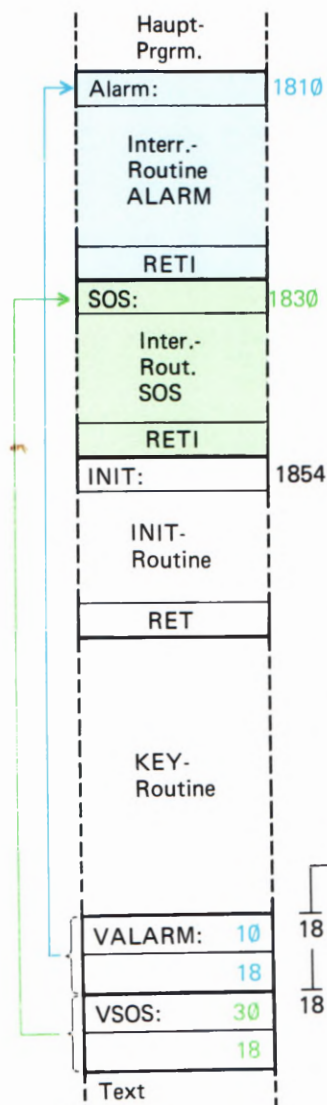 Haupt-
Prgrm.
Alarm: 1810
Interr.-
Routine
ALARM
RETI
SOS: 1830
Inter.-
Rout.
SOS
RETI
INIT: 1854
INIT-
Routine
RET
KEY-
Routine
VALARM: 10 18
18 18
VSOS: 30
18
Text